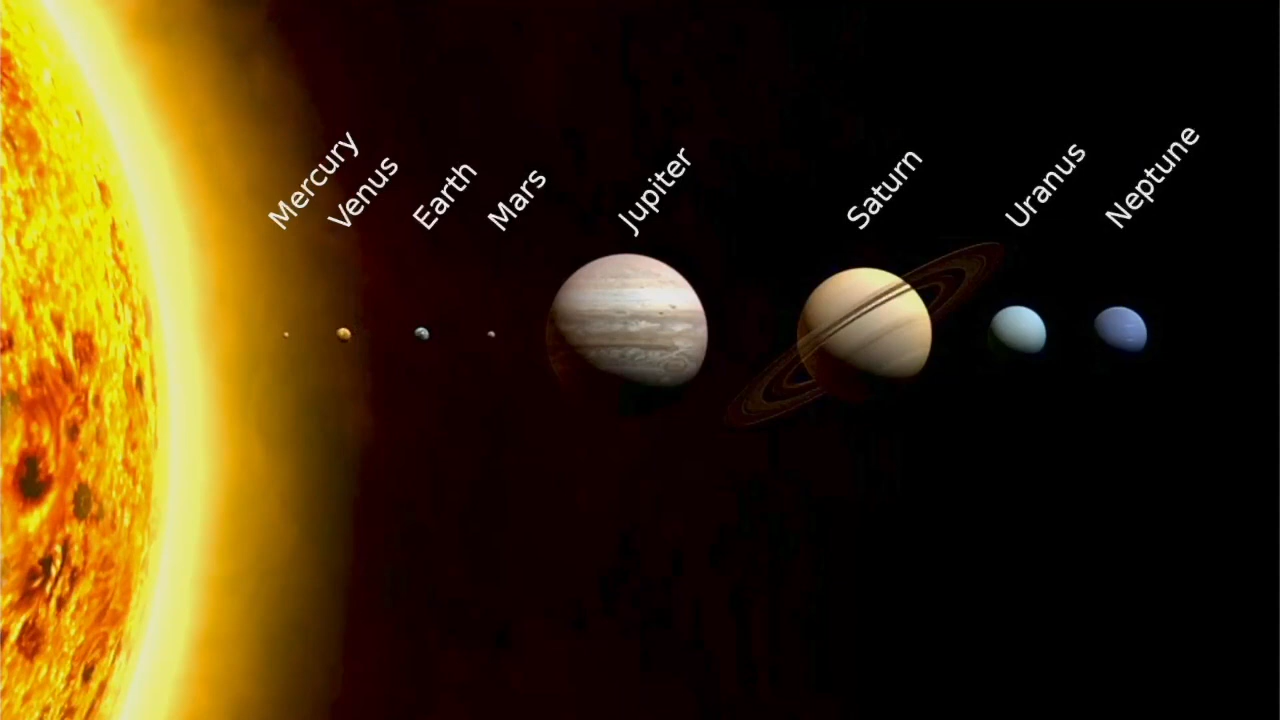 Mercury
Venus
Earth
Mars
Jupiter
Saturn
Uranus
Neptune